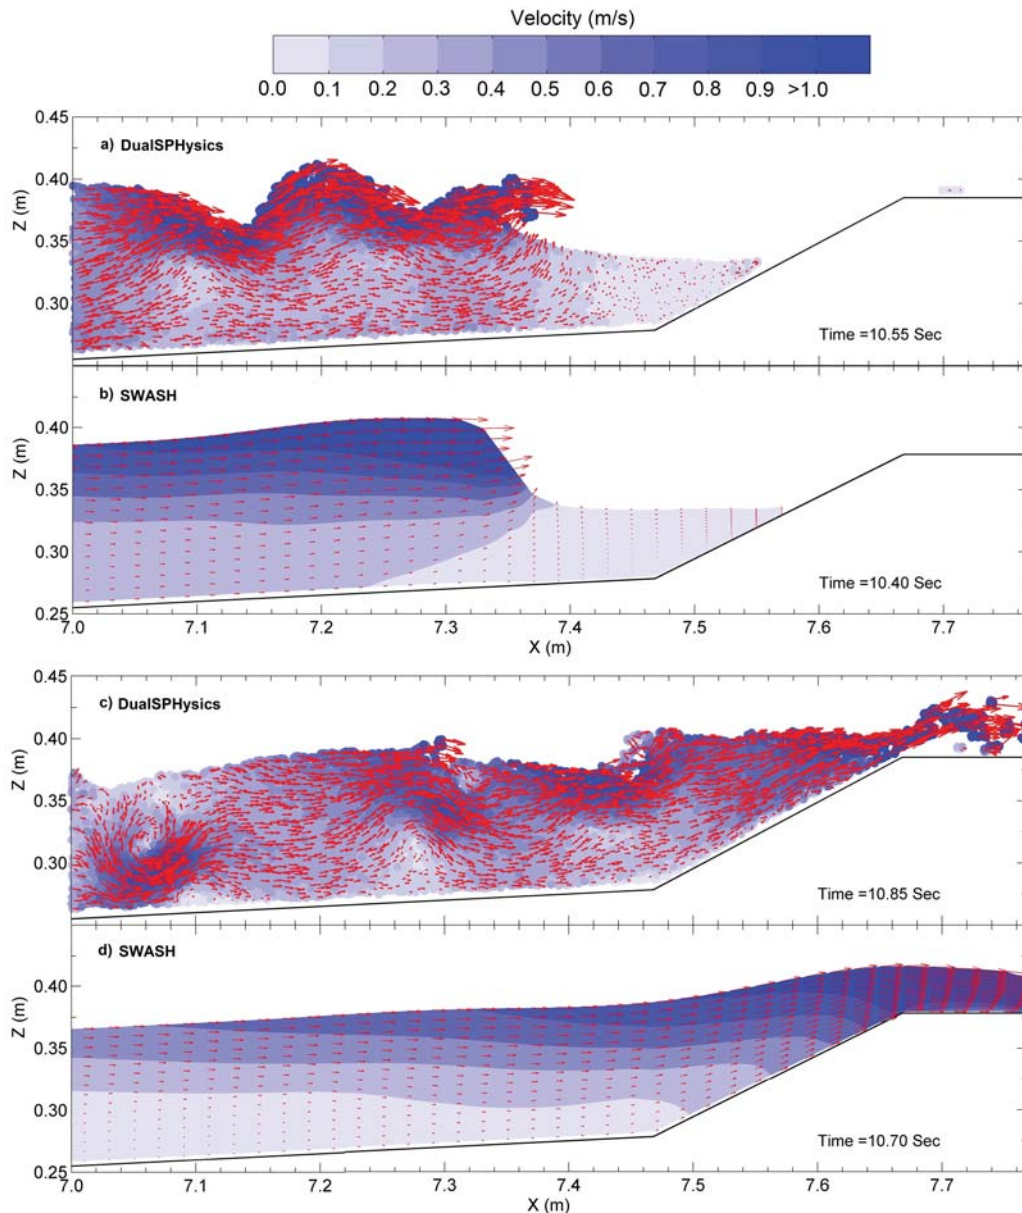 Velocity (m/s)
0.0 0.1 0.2 0.3 0.4 0.5 0.6 0.7 0.8 0.9 >1.0
0.45
a) DualSPHysics
0.40
Z (m)
0.35
0.30
Time =10.55 Sec
b) SWASH
0.40
Z (m)
0.35
0.30
Time =10.40 Sec
0.25
7.0 7.1 7.2 7.3 7.4 7.5 7.6 7.7
X (m)
0.45
c) DualSPHysics
0.40
Z (m)
0.35
0.30
Time =10.85 Sec
d) SWASH
0.40
Z (m)
0.35
0.30
Time =10.70 Sec
0.25
7.0 7.1 7.2 7.3 7.4 7.5 7.6 7.7
X (m)